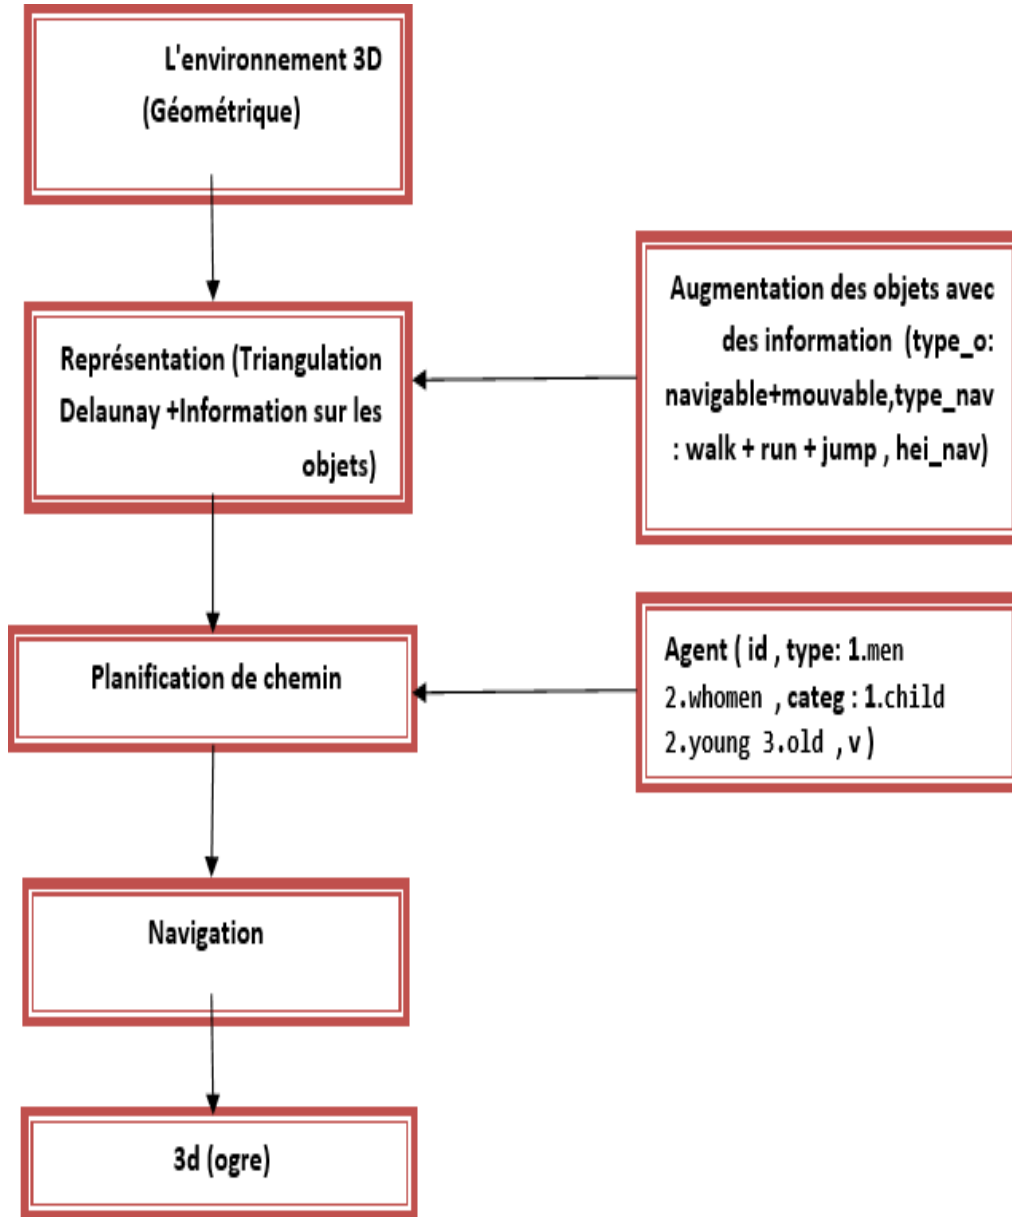 L'environnement 3D
(Géométrique)
Augmentation des objets avec
des information (type_o:
navigable+mouvable,type_nav
: walk + run + jump , hei_nav)
Représentation (Triangulation
Delaunay +Information sur les
objets)
Agent ( id , type: 1.men
2.whomen , categ : 1.child
2.young 3.old , v )
Planification de chemin
Navigation
3d (ogre)